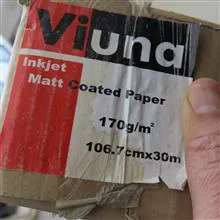 Viuna
Inkjet
Matt Coated Paper
170g/m²
106.7cmx30m